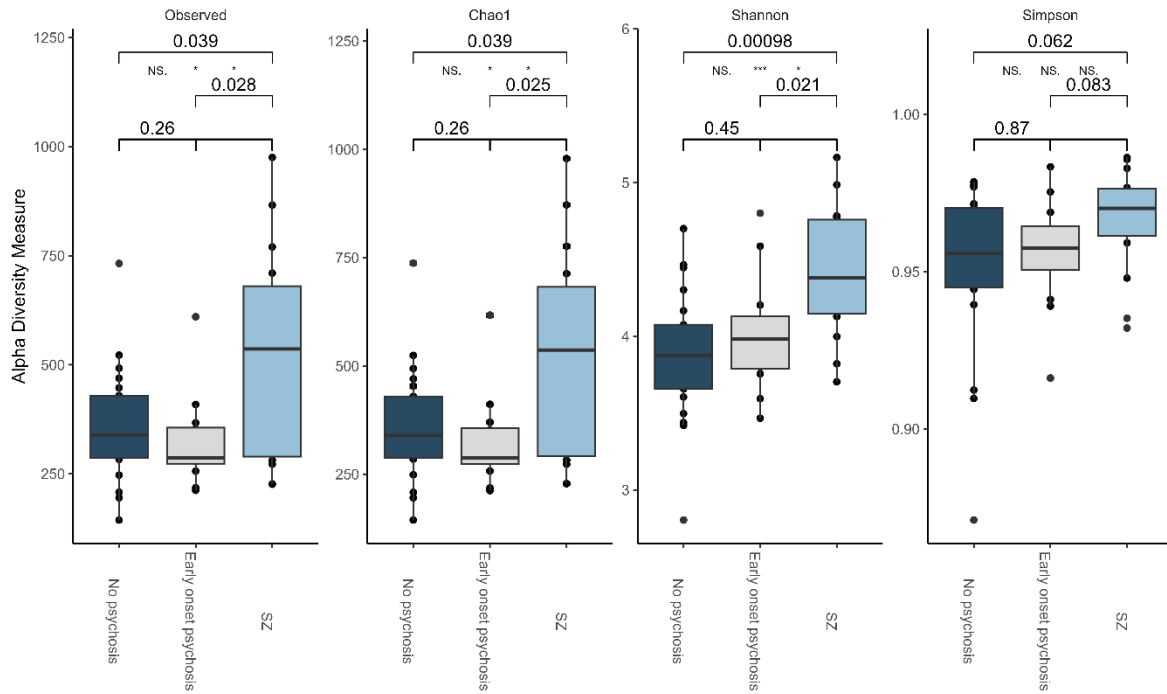 Observed
Chao1
Shannon
Simpson
Alpha Diversity Measure
1250
1000
750
500
250
0.039
NS. * *
0.028
0.26
No psychosis
Early onset psychosis
SZ
1250
1000
750
500
250
0.039
NS. * *
0.025
0.26
No psychosis
Early onset psychosis
SZ
6
5
4
3
0.00098
NS. *** *
0.021
0.45
No psychosis
Early onset psychosis
SZ
1.00
0.95
0.90
0.062
NS. NS. NS.
0.083
0.87
No psychosis
Early onset psychosis
SZ